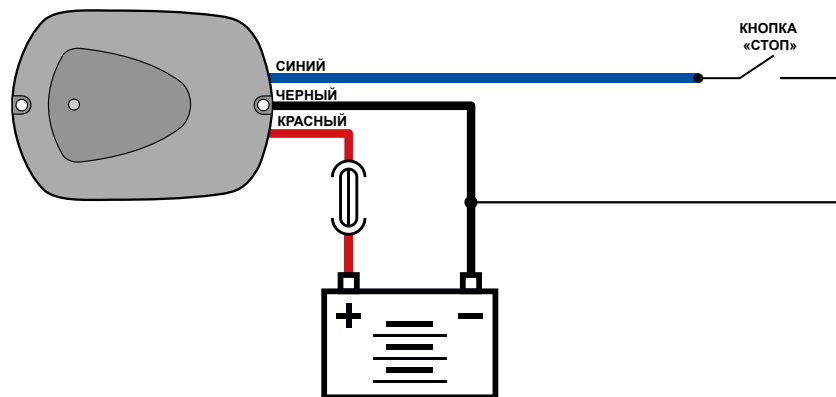 КНОПКА
«СТОП»
СИНИЙ
ЧЕРНЫЙ
КРАСНЫЙ
+ −